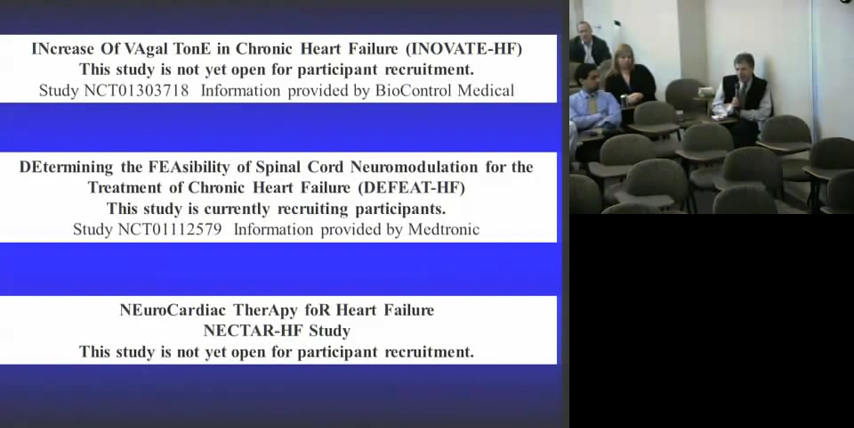 INcrease Of VAgal TonE in Chronic Heart Failure (INOVATE-HF)
This study is not yet open for participant recruitment.
Study NCT01303718 Information provided by BioControl Medical
DEtermining the FEAsibility of Spinal Cord Neuromodulation for the
Treatment of Chronic Heart Failure (DEFEAT-HF)
This study is currently recruiting participants.
Study NCT01112579 Information provided by Medtronic
NEuroCardiac TherApy foR Heart Failure
NECTAR-HF Study
This study is not yet open for participant recruitment.